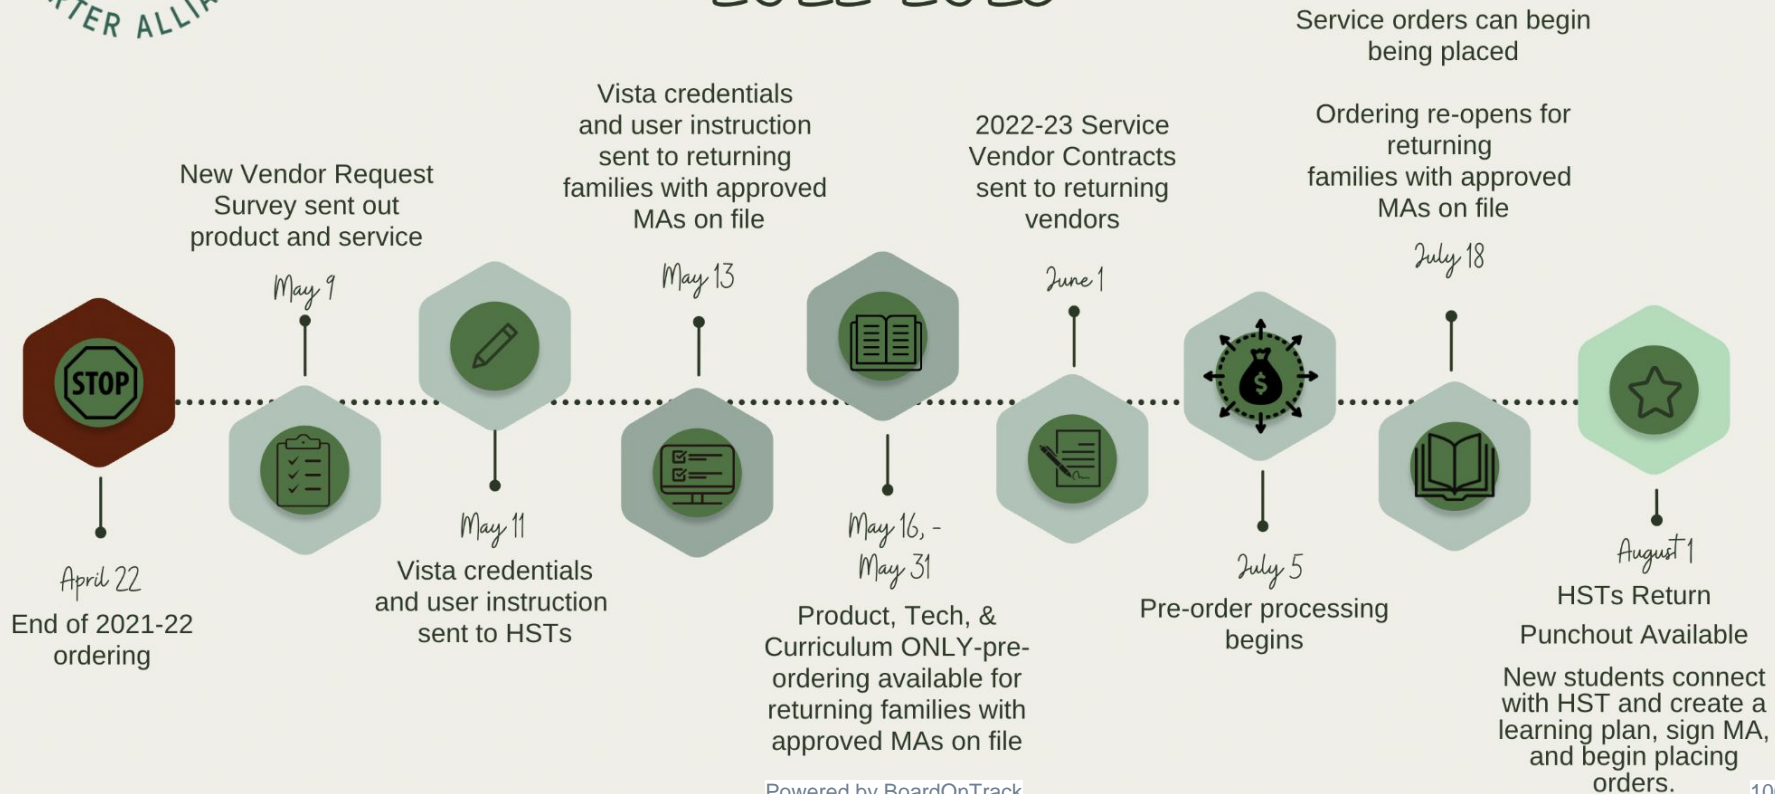 RTER ALLIA
2022-2023
Service orders can begin
being placed
Ordering re-opens for
returning
families with approved
MAs on file
July 18
2022-23 Service
Vendor Contracts
sent to returning
vendors
June 1
Vista credentials
and user instruction
sent to returning
families with approved
MAs on file
May 13
New Vendor Request
Survey sent out
product and service
May 9
STOP
$
April 22
End of 2021-22
ordering
May 11
Vista credentials
and user instruction
sent to HSTs
May 16, -
May 31
Product, Tech, &
Curriculum ONLY-pre-
ordering available for
returning families with
approved MAs on file
July 5
Pre-order processing
begins
August 1
HSTs Return
Punchout Available
New students connect
with HST and create a
learning plan, sign MA,
and begin placing
orders.
Powered by BoardOnTrack